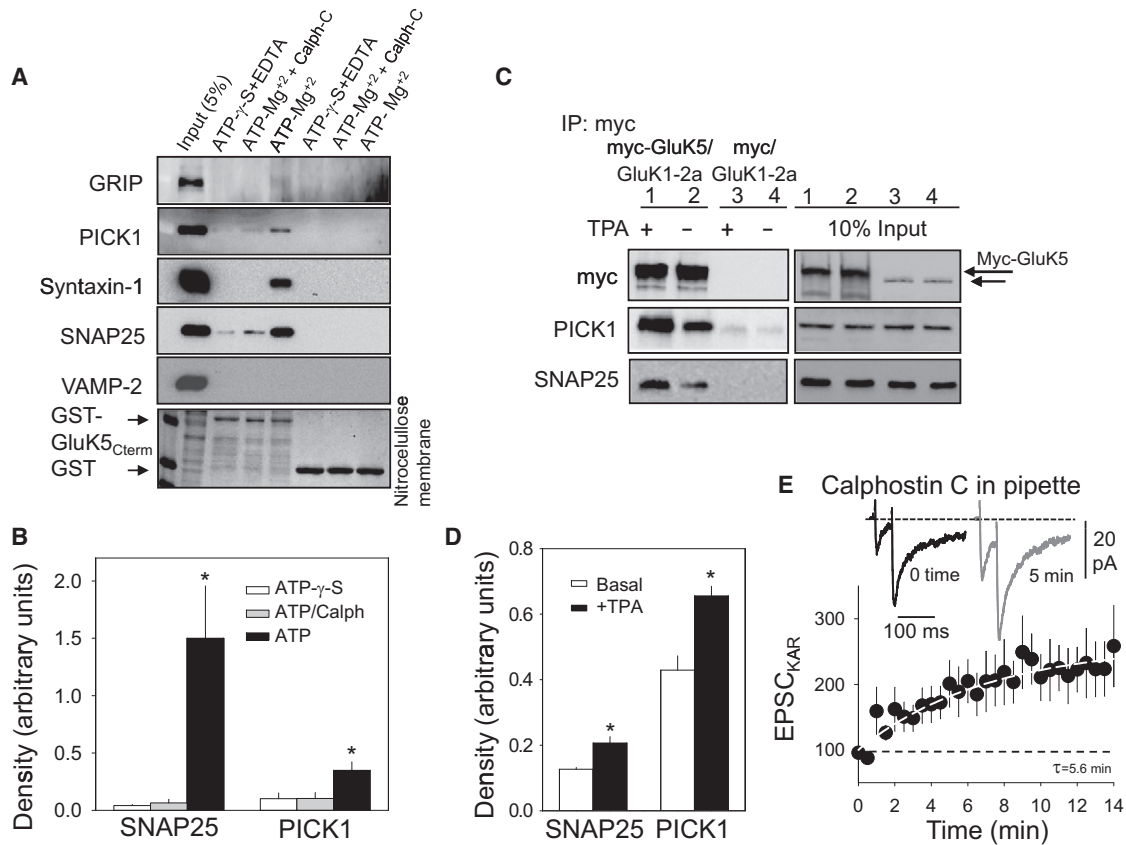 A
Input (5%)
ATP-γ-S+EDTA
ATP-Mg+2 + Calph-C
ATP-Mg+2
ATP-γ-S+EDTA
ATP-Mg+2 + Calph-C
ATP- Mg+2
GRIP
PICK1
Syntaxin-1
SNAP25
VAMP-2
GST-
GluK5Cterm
GST
Nitrocelullose
membrane
C
IP: myc
myc-GluK5/ myc/
GluK1-2a GluK1-2a
1 2 3 4 1 2 3 4
TPA + − + − 10% Input
myc
Myc-GluK5
PICK1
SNAP25
B
Density (arbitrary units)
2.0
1.5
1.0
0.5
0.0
ATP-γ-S
ATP/Calph
ATP
*
*
SNAP25 PICK1
D
Density (arbitrary units)
0.8
0.6
0.4
0.2
0.0
Basal
+TPA
*
*
SNAP25 PICK1
E Calphostin C in pipette
0 time
5 min
20
pA
100 ms
EPSCKAR
300
200
100
τ=5.6 min
0 2 4 6 8 10 12 14
Time (min)